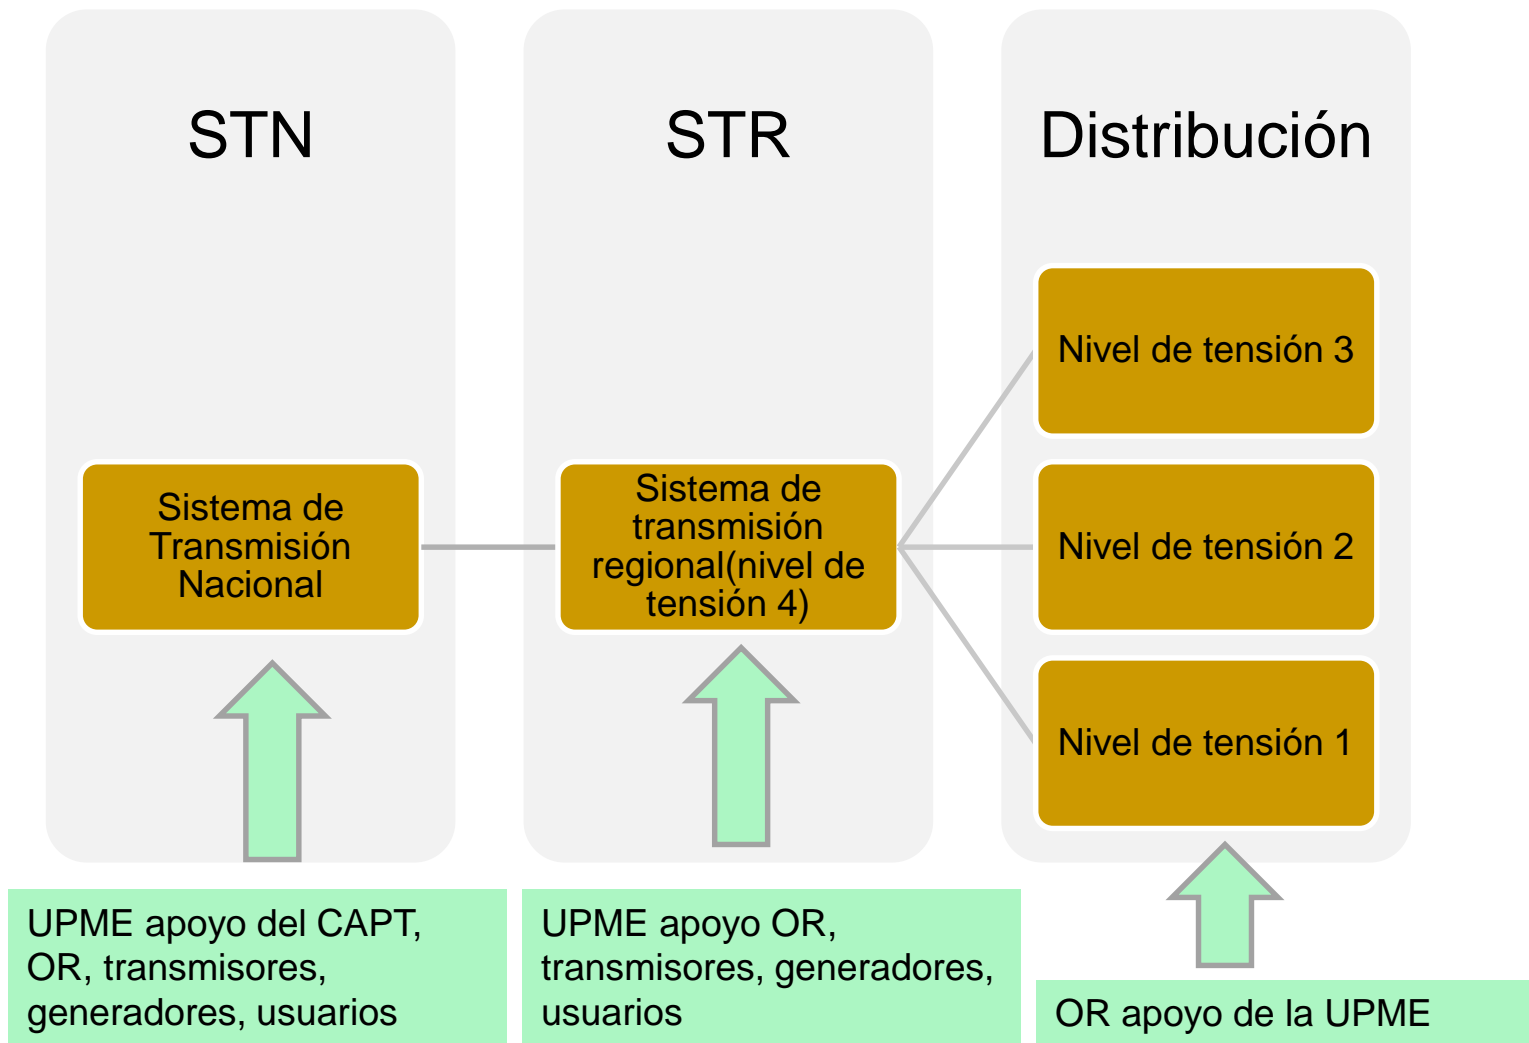 STN
STR
Distribución
Sistema de
Transmisión
Nacional
Sistema de
transmisión
regional(nivel de
tensión 4)
Nivel de tensión 3
Nivel de tensión 2
Nivel de tensión 1
UPME apoyo del CAPT,
OR, transmisores,
generadores, usuarios
UPME apoyo OR,
transmisores, generadores,
usuarios
OR apoyo de la UPME